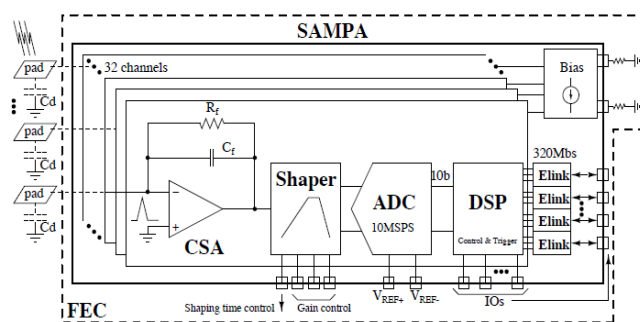 SAMPA
pad
Cd
32 channels
Bias
pad
Cd
pad
Cd
Rf
Cf
CSA
Shaper
ADC
10MSPS
10b
DSP
Control & Trigger
320Mbs
Elink
Elink
Elink
Elink
Shaping time control
Gain control
VREF+
VREF-
IOs
FEC